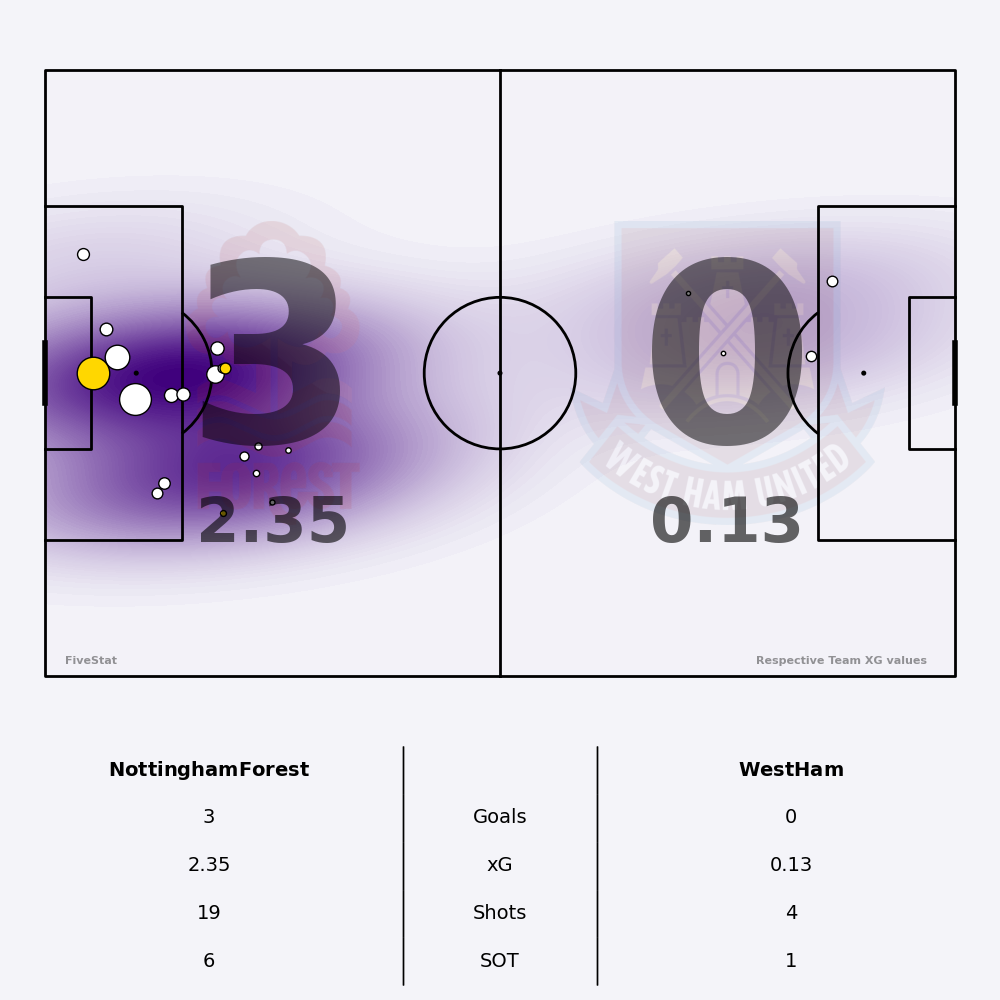 3 0
FOREST
WEST HAM UNITED
2.35 0.13
FiveStat Respective Team XG values
NottinghamForest WestHam
3 Goals 0
2.35 xG 0.13
19 Shots 4
6 SOT 1